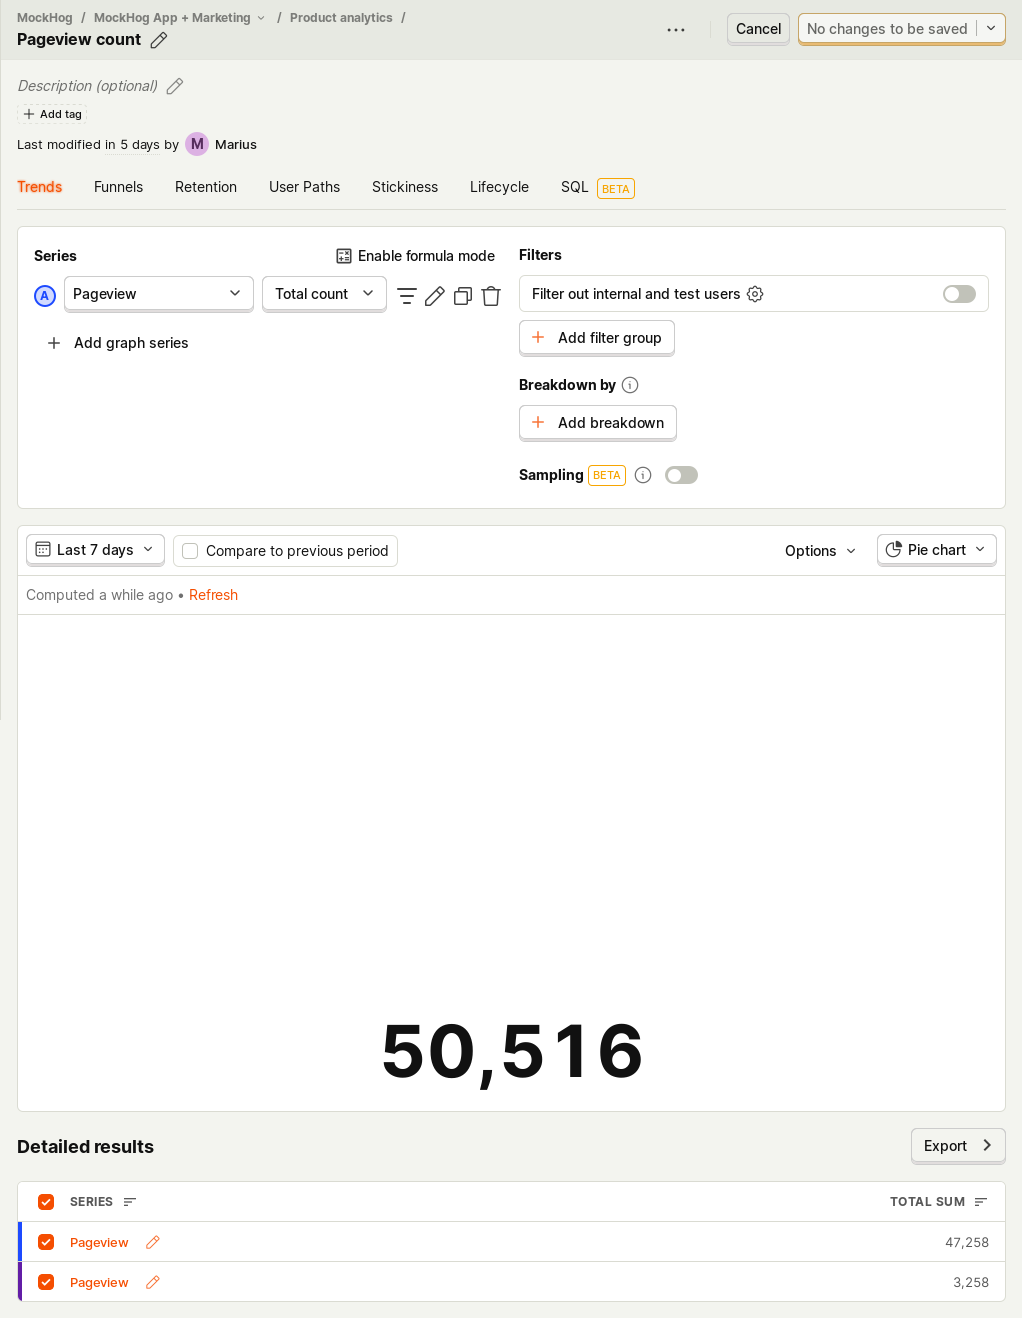 MockHog / MockHog App + Marketing / Product analytics /
Pageview count
Cancel
No changes to be saved
Description (optional)
Add tag
Last modified in 5 days by M Marius
Trends Funnels Retention User Paths Stickiness Lifecycle SQL BETA
Series
Enable formula mode
A Pageview Total count
Add graph series
Filters
Filter out internal and test users
Add filter group
Breakdown by
Add breakdown
Sampling BETA
Last 7 days Compare to previous period Options Pie chart
Computed a while ago • Refresh
50,516
Detailed results
Export
SERIES TOTAL SUM
Pageview 47,258
Pageview 3,258